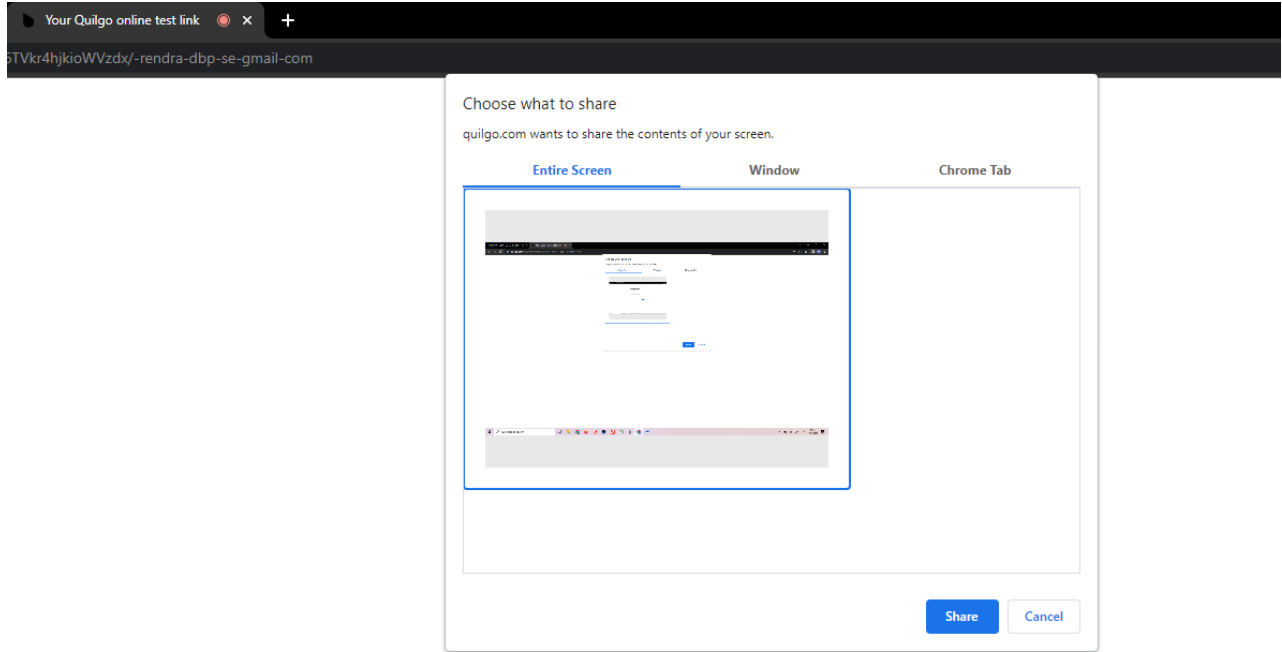 Your Quilgo online test link
5TVkr4hjkioWVzdx/-rendra-dbp-se-gmail-com
Choose what to share
quilgo.com wants to share the contents of your screen.
Entire Screen Window Chrome Tab
Share Cancel